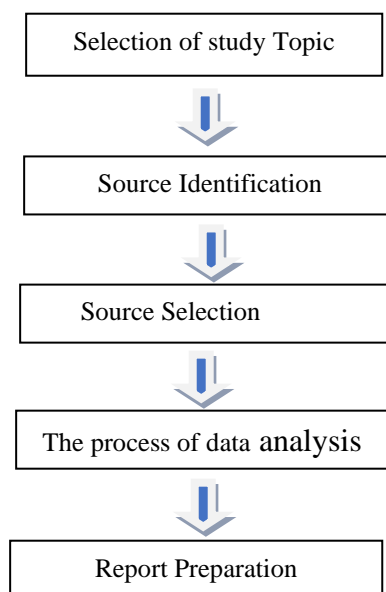 Selection of study Topic
Source Identification
Source Selection
The process of data analysis
Report Preparation